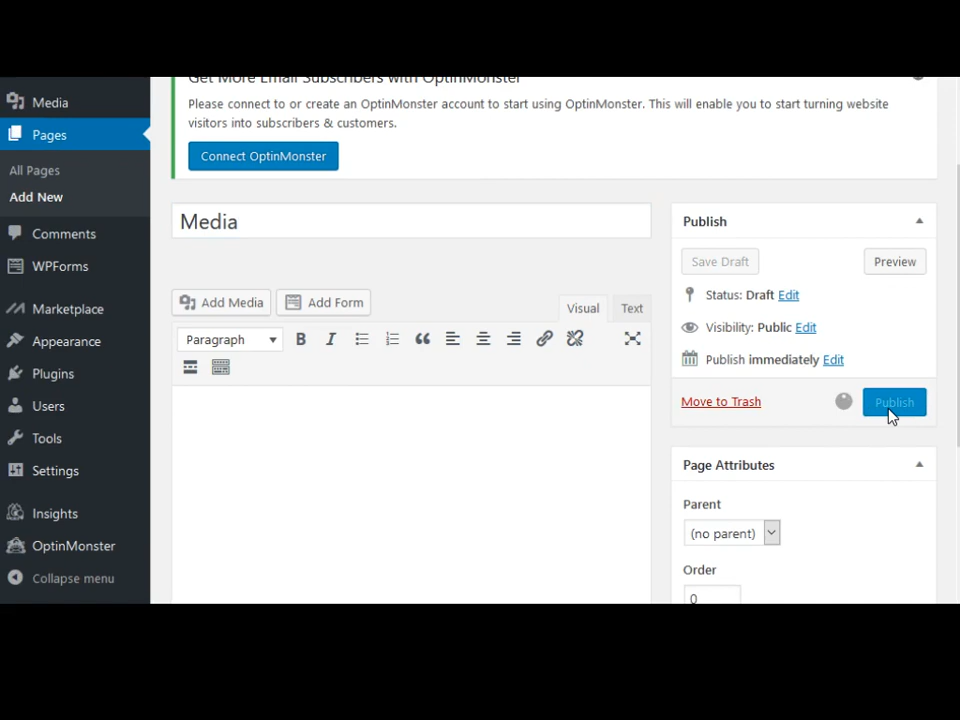 Get More Email Subscribers with OptinMonster
Please connect to or create an OptinMonster account to start using OptinMonster. This will enable you to start turning website
visitors into subscribers & customers.
Connect OptinMonster
Media
Pages
All Pages
Add New
Comments
WPForms
Marketplace
Appearance
Plugins
Users
Tools
Settings
Insights
OptinMonster
Collapse menu
Media
Add Media
Add Form
Visual
Text
Paragraph
B I
Publish
Save Draft
Preview
Status: Draft Edit
Visibility: Public Edit
Publish immediately Edit
Move to Trash
Publish
Page Attributes
Parent
(no parent)
Order
0